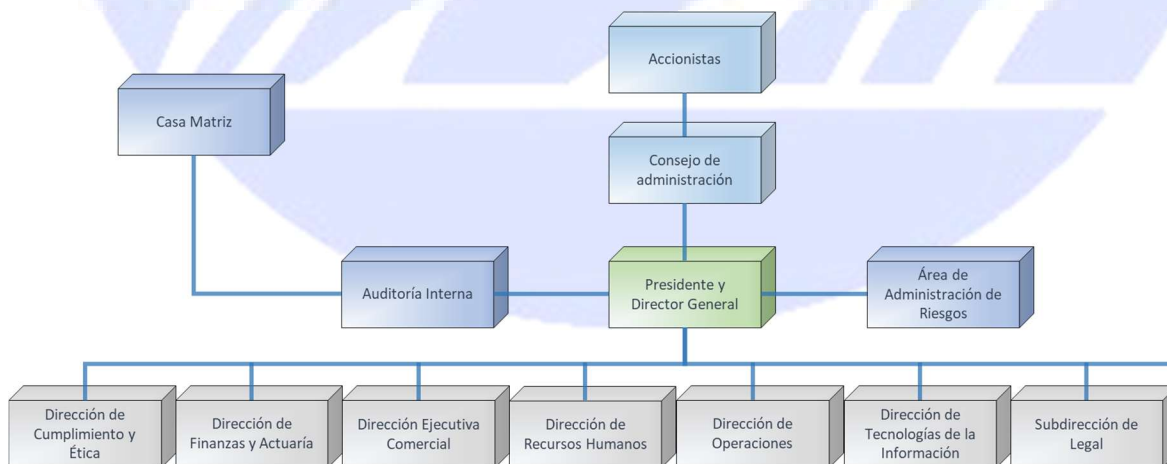 Accionistas
Casa Matriz
Consejo de
administración
Auditoría Interna
Presidente y
Director General
Área de
Administración de
Riesgos
Dirección de
Cumplimiento y
Ética
Dirección de
Finanzas y Actuaría
Dirección Ejecutiva
Comercial
Dirección de
Recursos Humanos
Dirección de
Operaciones
Dirección de
Tecnologías de la
Información
Subdirección de
Legal